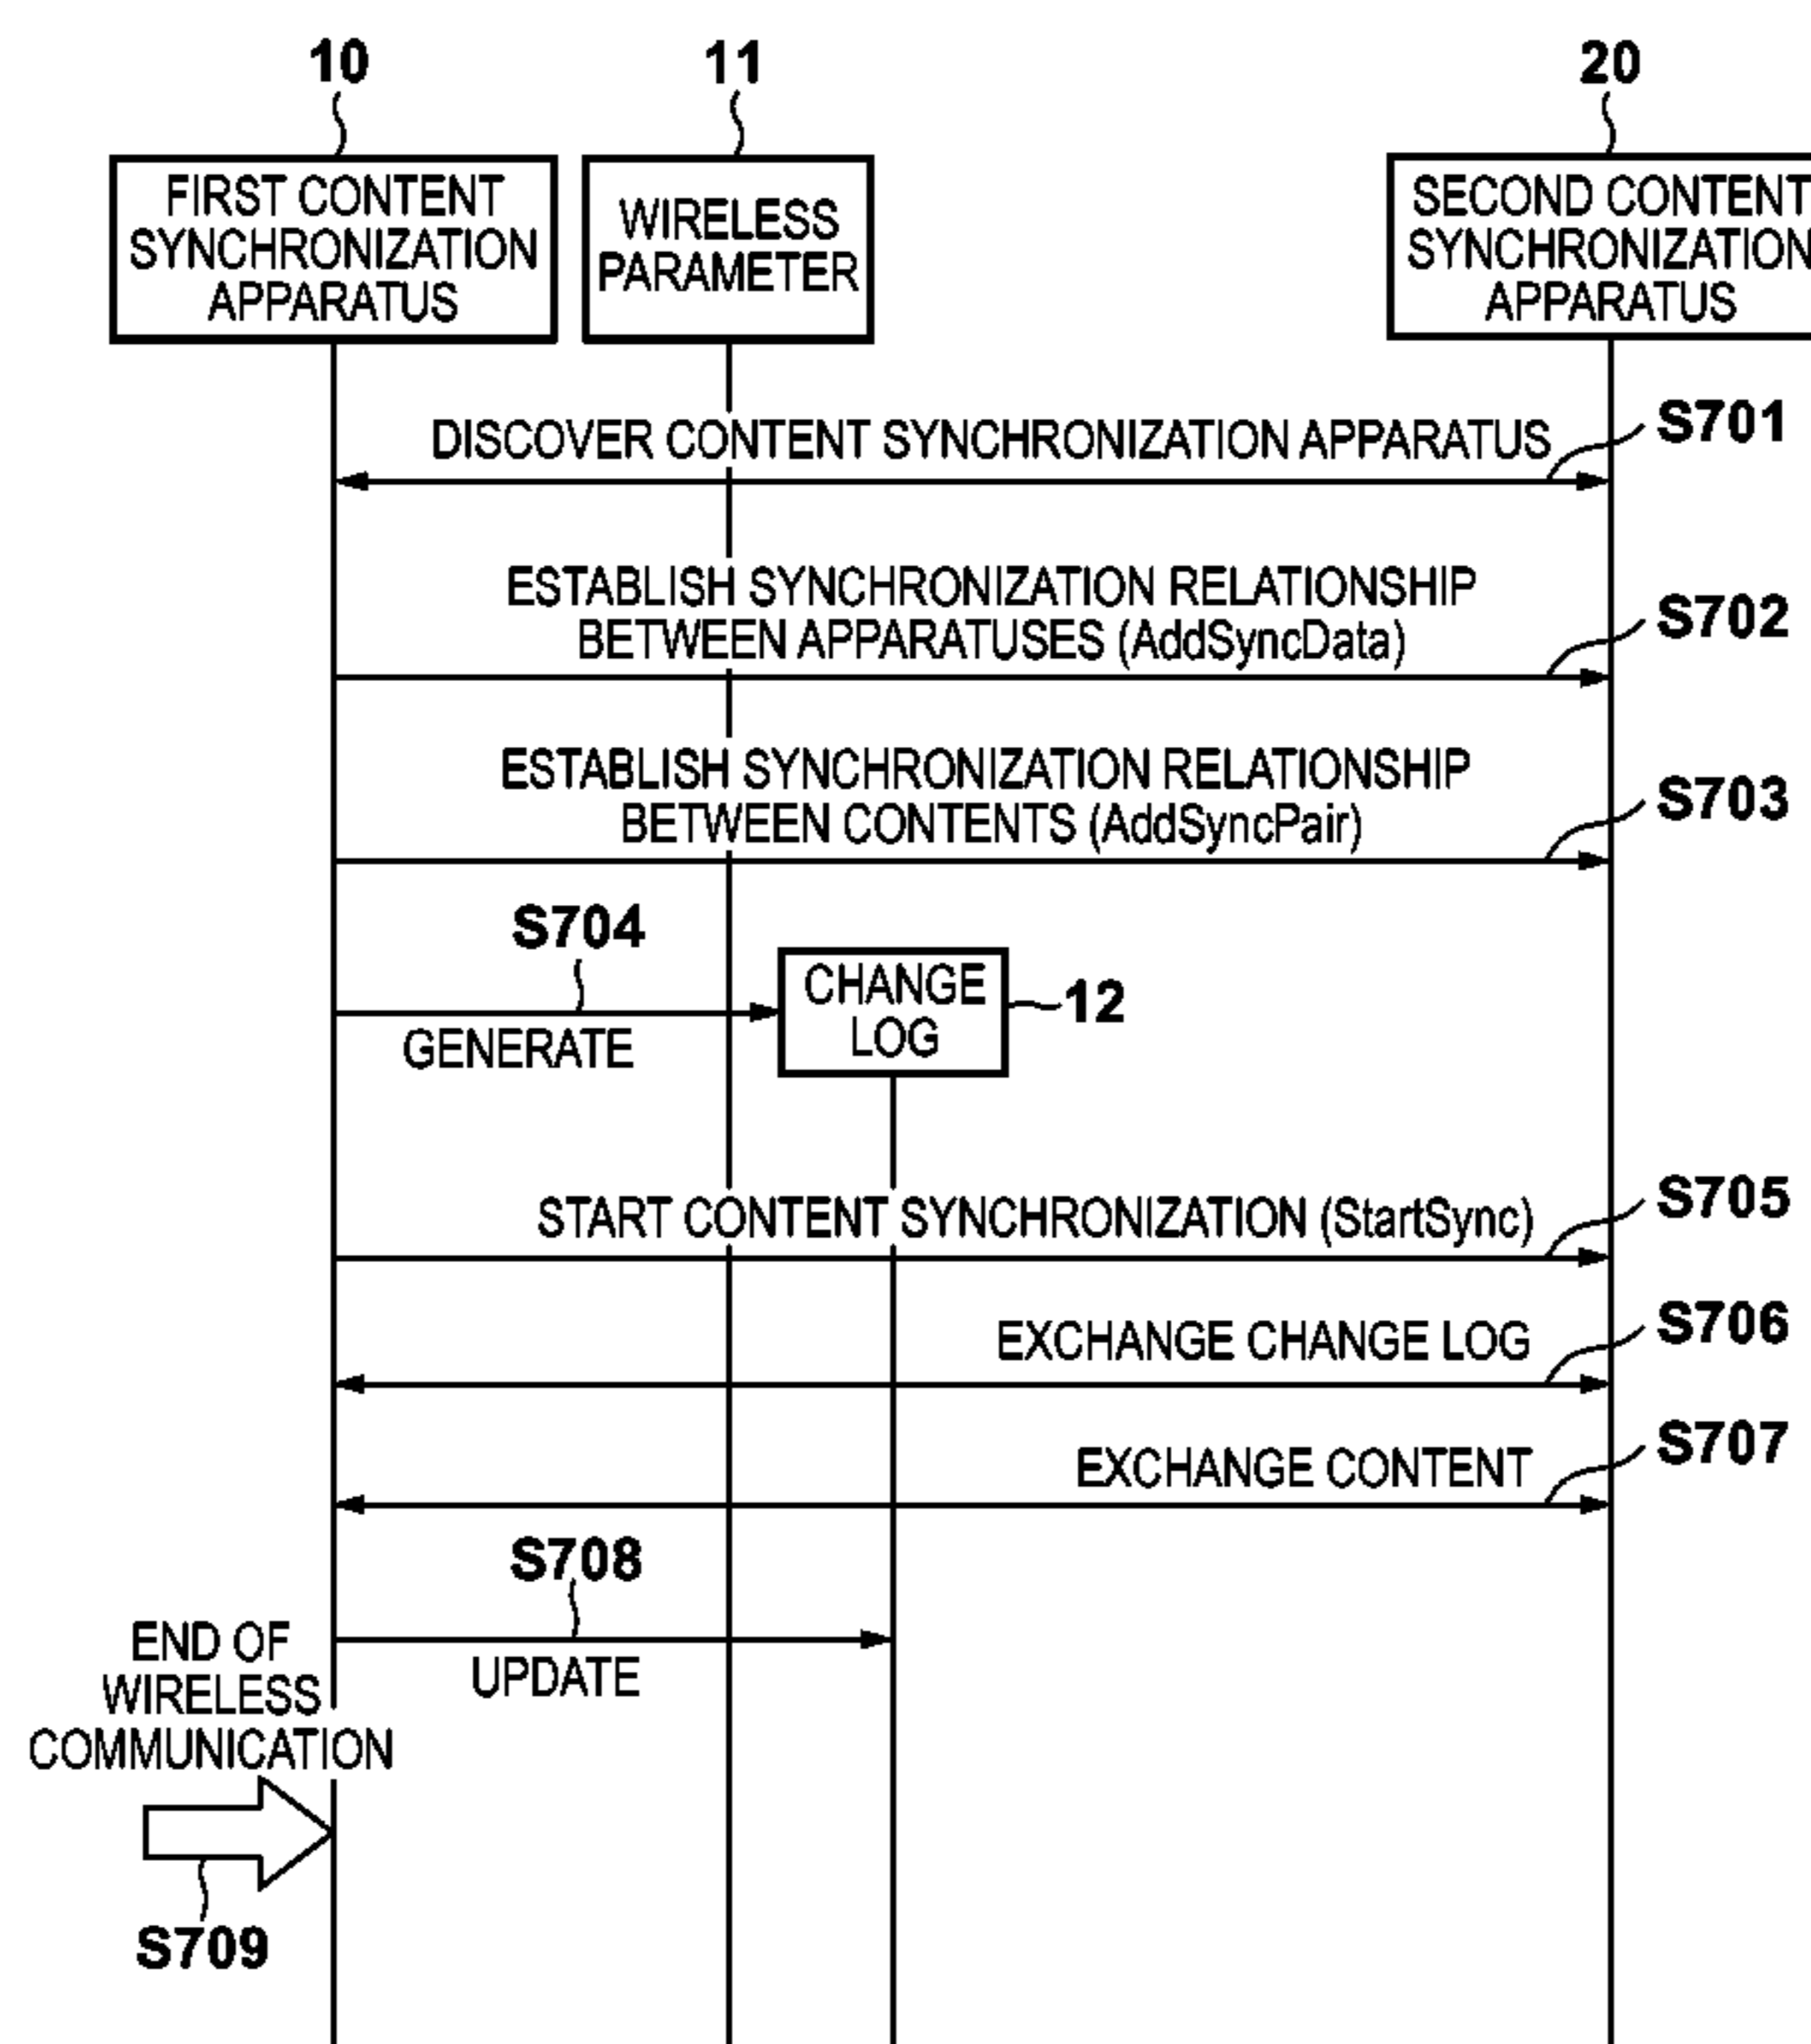 10
11
20
FIRST CONTENT
SYNCHRONIZATION
APPARATUS
WIRELESS
PARAMETER
SECOND CONTENT
SYNCHRONIZATION
APPARATUS
DISCOVER CONTENT SYNCHRONIZATION APPARATUS
S701
ESTABLISH SYNCHRONIZATION RELATIONSHIP
BETWEEN APPARATUSES (AddSyncData)
S702
ESTABLISH SYNCHRONIZATION RELATIONSHIP
BETWEEN CONTENTS (AddSyncPair)
S703
S704
GENERATE
CHANGE
LOG
12
START CONTENT SYNCHRONIZATION (StartSync)
S705
EXCHANGE CHANGE LOG
S706
EXCHANGE CONTENT
S707
S708
UPDATE
END OF
WIRELESS
COMMUNICATION
S709